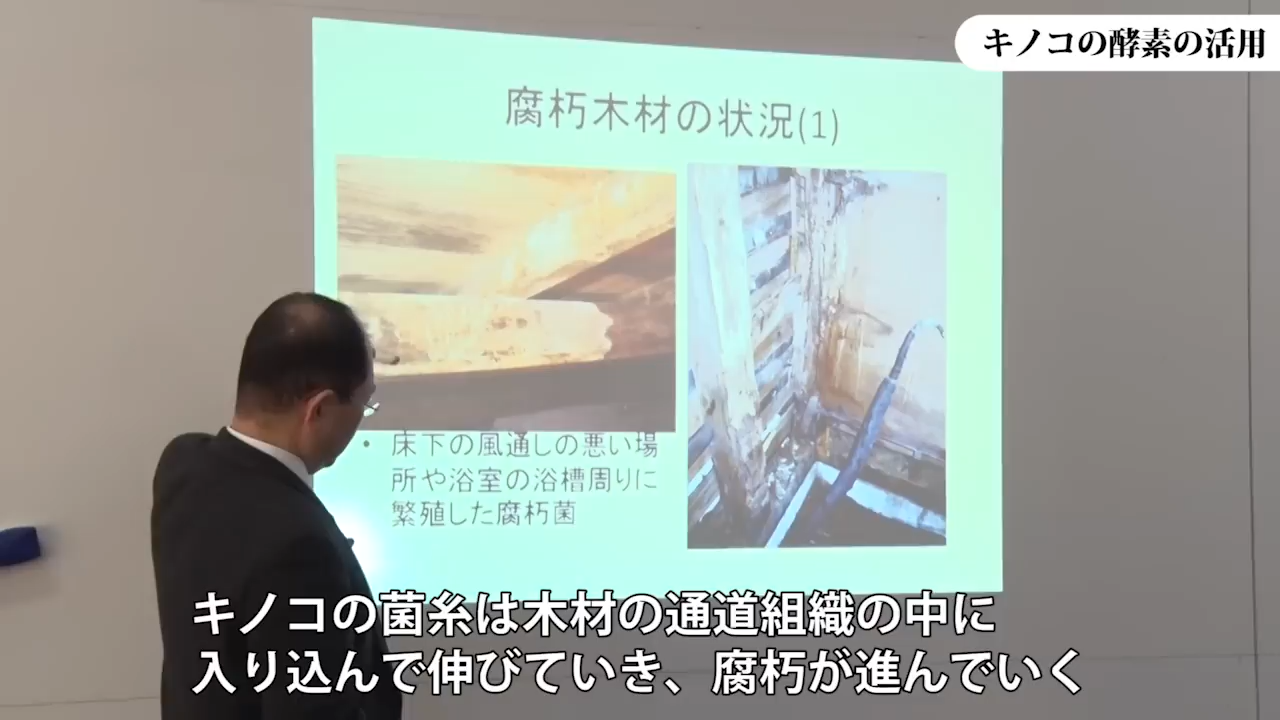 キノコの酵素の活用
腐朽木材の状況(1)
• 床下の風通しの悪い場
所や浴室の浴槽周りに
繁殖した腐朽菌
キノコの菌糸は木材の通道組織の中に
入り込んで伸びていき、腐朽が進んでいく